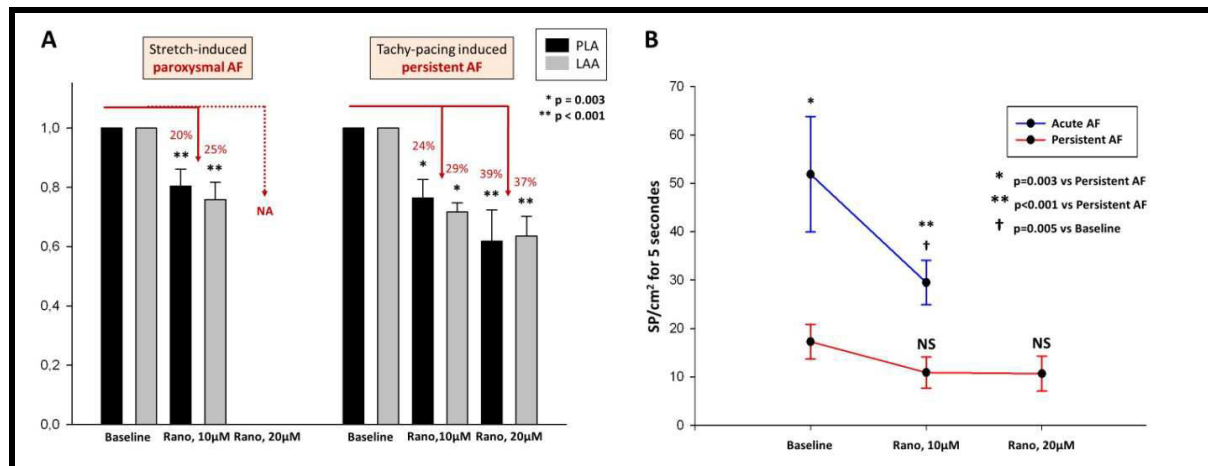 A
Stretch-induced
paroxysmal AF
Tachy-pacing induced
persistent AF
PLA
LAA
* p = 0.003
** p < 0.001
1,0
0,8
0,6
0,4
0,2
0,0
20%
**
25%
**
NA
24%
*
29%
*
39%
**
37%
**
Baseline Rano, 10µM Rano, 20µM
Baseline Rano,10µM Rano, 20µM
B
SP/cm² for 5 secondes
70
60
50
40
30
20
10
0
*
**
†
NS
NS
Acute AF
Persistent AF
* p=0.003 vs Persistent AF
** p<0.001 vs Persistent AF
† p=0.005 vs Baseline
Baseline Rano, 10µM Rano, 20µM